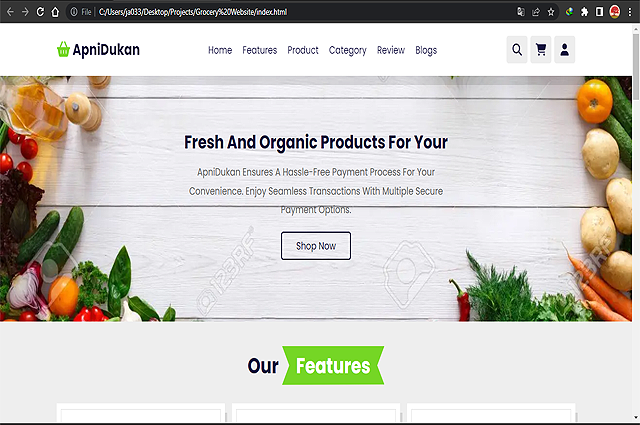 File C:/Users/ja033/Desktop/Projects/Grocery%20Website/index.html
ApniDukan
Home Features Product Category Review Blogs
Fresh And Organic Products For Your
ApniDukan Ensures A Hassle-Free Payment Process For Your
Convenience. Enjoy Seamless Transactions With Multiple Secure
Payment Options.
Shop Now
123RF
123RF
Our Features